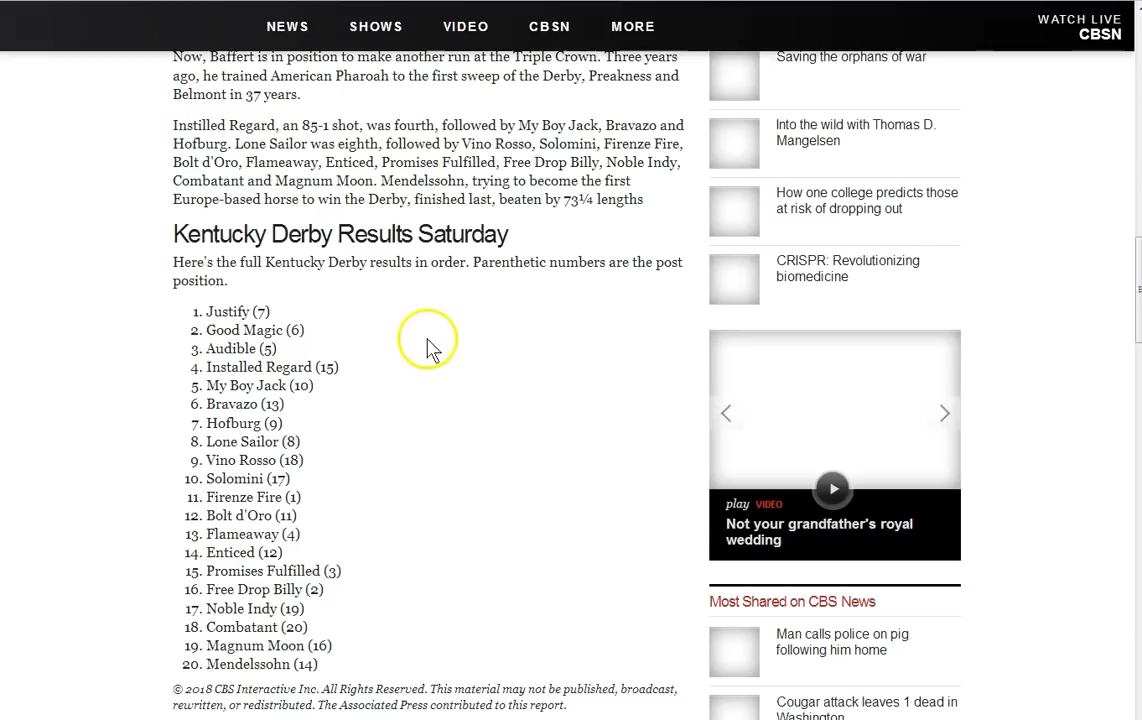 NEWS SHOWS VIDEO CBSN MORE
WATCH LIVE
CBSN
Now, Baffert is in position to make another run at the Triple Crown. Three years
ago, he trained American Pharoah to the first sweep of the Derby, Preakness and
Belmont in 37 years.
Instilled Regard, an 85-1 shot, was fourth, followed by My Boy Jack, Bravazo and
Hofburg. Lone Sailor was eighth, followed by Vino Rosso, Solomini, Firenze Fire,
Bolt d'Oro, Flameaway, Enticed, Promises Fulfilled, Free Drop Billy, Noble Indy,
Combatant and Magnum Moon. Mendelssohn, trying to become the first
Europe-based horse to win the Derby, finished last, beaten by 73¼ lengths
Kentucky Derby Results Saturday
Here's the full Kentucky Derby results in order. Parenthetic numbers are the post
position.
1. Justify (7)
2. Good Magic (6)
3. Audible (5)
4. Installed Regard (15)
5. My Boy Jack (10)
6. Bravazo (13)
7. Hofburg (9)
8. Lone Sailor (8)
9. Vino Rosso (18)
10. Solomini (17)
11. Firenze Fire (1)
12. Bolt d'Oro (11)
13. Flameaway (4)
14. Enticed (12)
15. Promises Fulfilled (3)
16. Free Drop Billy (2)
17. Noble Indy (19)
18. Combatant (20)
19. Magnum Moon (16)
20. Mendelssohn (14)
© 2018 CBS Interactive Inc. All Rights Reserved. This material may not be published, broadcast,
rewritten, or redistributed. The Associated Press contributed to this report.
Saving the orphans of war
Into the wild with Thomas D.
Mangelsen
How one college predicts those
at risk of dropping out
CRISPR: Revolutionizing
biomedicine
play VIDEO
Not your grandfather's royal
wedding
Most Shared on CBS News
Man calls police on pig
following him home
Cougar attack leaves 1 dead in
Washington